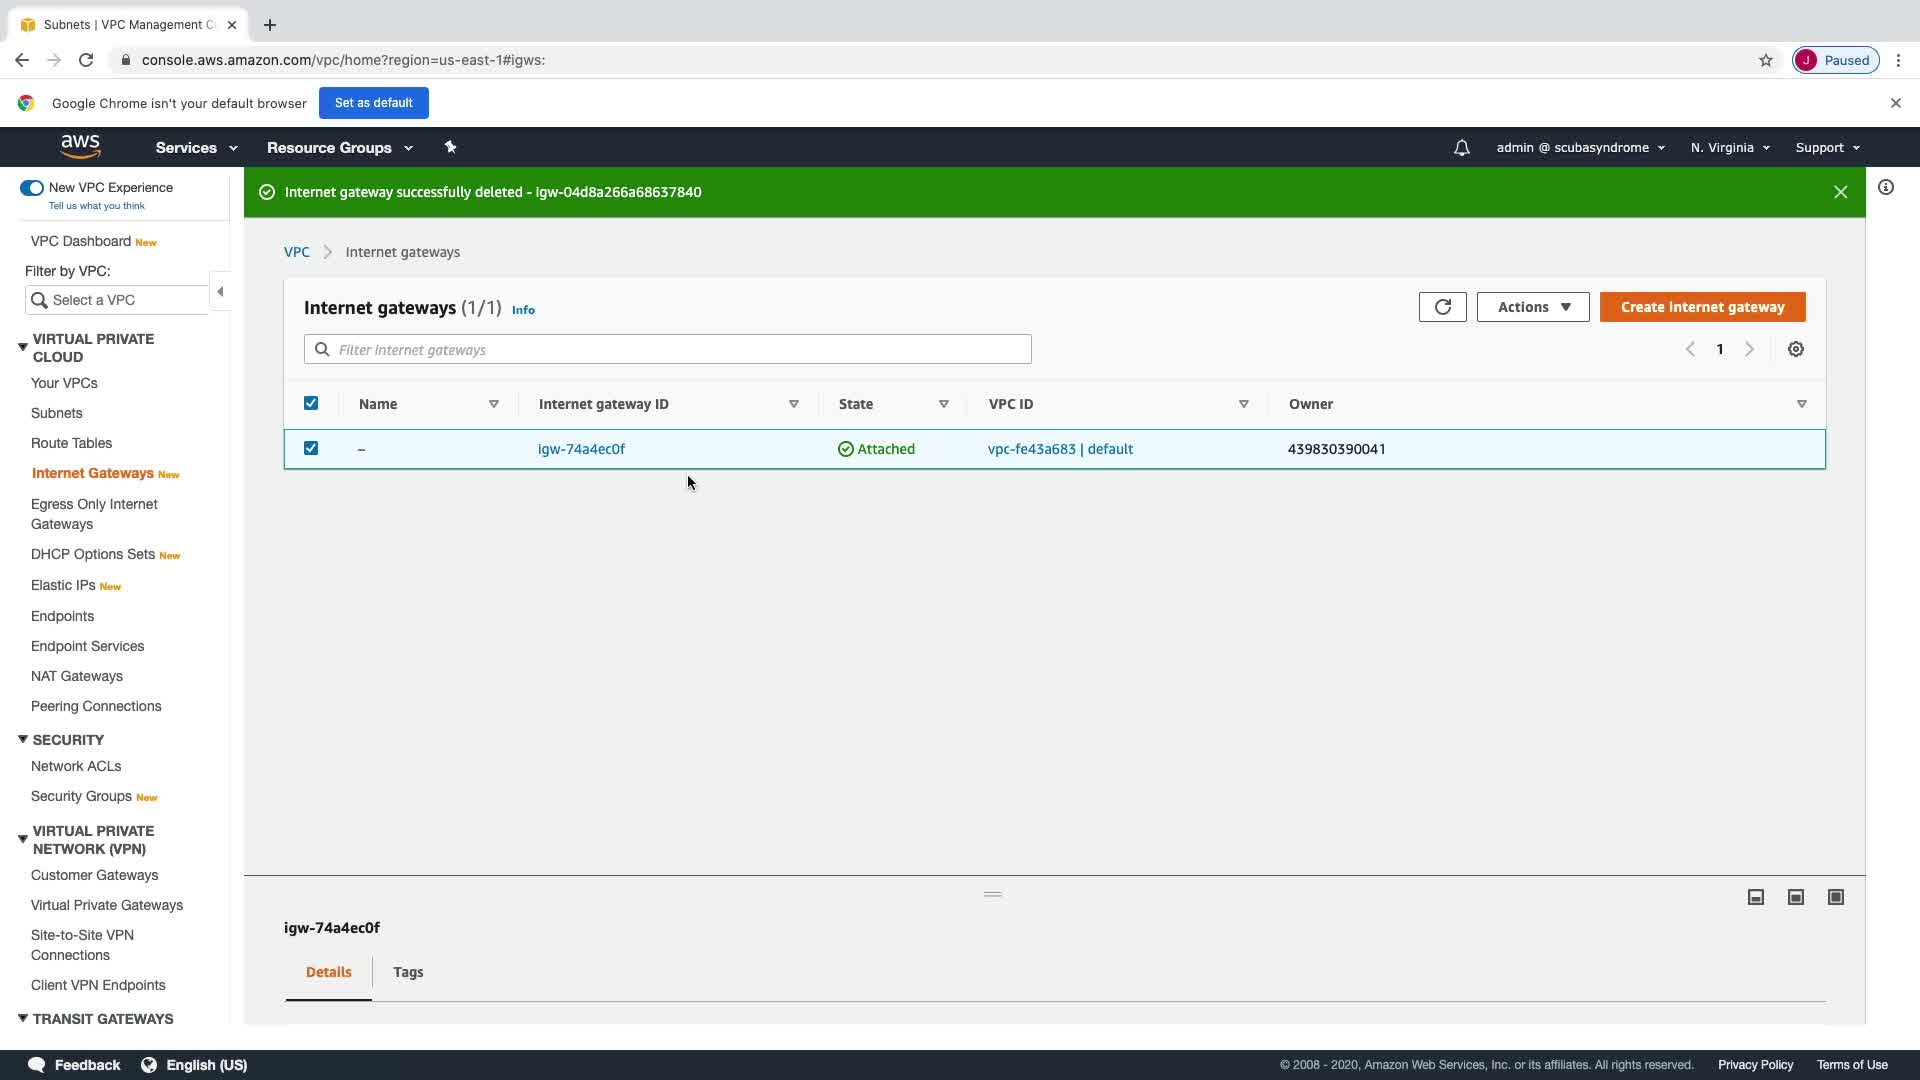 Subnets | VPC Management C
console.aws.amazon.com/vpc/home?region=us-east-1#igws:
J Paused
Google Chrome isn't your default browser
Set as default
aws
Services
Resource Groups
admin @ scubasyndrome
N. Virginia
Support
New VPC Experience
Tell us what you think
Internet gateway successfully deleted - igw-04d8a266a68637840
VPC Dashboard New
Filter by VPC:
Select a VPC
VIRTUAL PRIVATE
CLOUD
Your VPCs
Subnets
Route Tables
Internet Gateways New
Egress Only Internet
Gateways
DHCP Options Sets New
Elastic IPs New
Endpoints
Endpoint Services
NAT Gateways
Peering Connections
SECURITY
Network ACLs
Security Groups New
VIRTUAL PRIVATE
NETWORK (VPN)
Customer Gateways
Virtual Private Gateways
Site-to-Site VPN
Connections
Client VPN Endpoints
TRANSIT GATEWAYS
VPC > Internet gateways
Internet gateways (1/1) Info
Actions
Create internet gateway
Filter internet gateways
1
Name Internet gateway ID State VPC ID Owner
– igw-74a4ec0f Attached vpc-fe43a683 | default 439830390041
igw-74a4ec0f
Details
Tags
Feedback
English (US)
© 2008 - 2020, Amazon Web Services, Inc. or its affiliates. All rights reserved.
Privacy Policy
Terms of Use